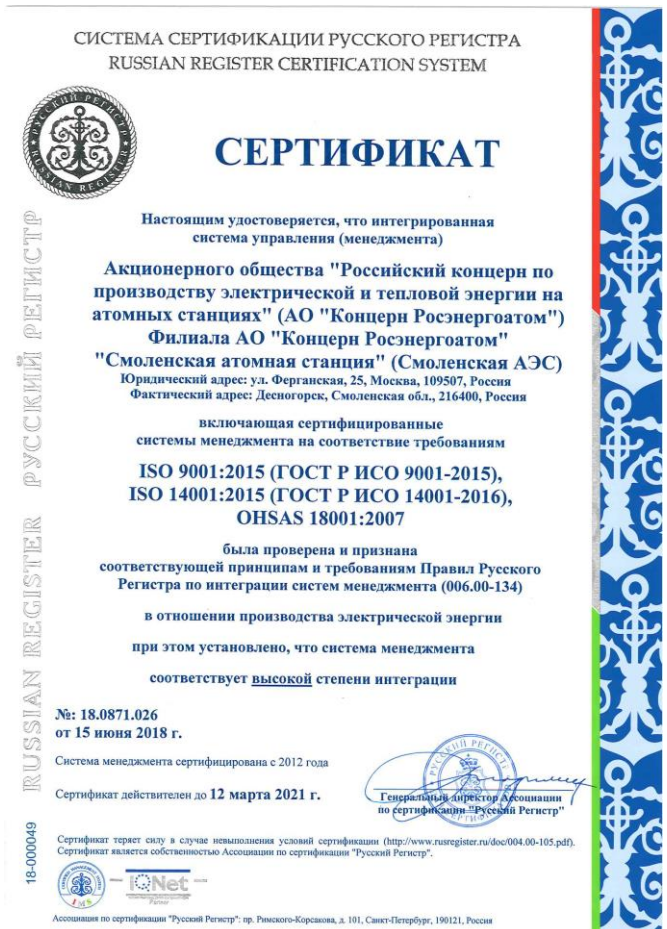 СИСТЕМА СЕРТИФИКАЦИИ РУССКОГО РЕГИСТРА
RUSSIAN REGISTER CERTIFICATION SYSTEM
РУССКИЙ РЕГИСТР
RUSSIAN REGISTER
СЕРТИФИКАТ
Настоящим удостоверяется, что интегрированная
система управления (менеджмента)
Акционерного общества "Российский концерн по
производству электрической и тепловой энергии на
атомных станциях" (АО "Концерн Росэнергоатом")
Филиала АО "Концерн Росэнергоатом"
"Смоленская атомная станция" (Смоленская АЭС)
Юридический адрес: ул. Ферганская, 25, Москва, 109507, Россия
Фактический адрес: Десногорск, Смоленская обл., 216400, Россия
включающая сертифицированные
системы менеджмента на соответствие требованиям
ISO 9001:2015 (ГОСТ Р ИСО 9001-2015),
ISO 14001:2015 (ГОСТ Р ИСО 14001-2016),
OHSAS 18001:2007
была проверена и признана
соответствующей принципам и требованиям Правил Русского
Регистра по интеграции систем менеджмента (006.00-134)
в отношении производства электрической энергии
при этом установлено, что система менеджмента
соответствует высокой степени интеграции
№: 18.0871.026
от 15 июня 2018 г.
Система менеджмента сертифицирована с 2012 года
Сертификат действителен до 12 марта 2021 г.
Генеральный директор Ассоциации
по сертификации "Русский Регистр"
РУССКИЙ РЕГИСТР
Сертификат теряет силу в случае невыполнения условий сертификации (http://www.rusregister.ru/doc/004.00-105.pdf).
Сертификат является собственностью Ассоциации по сертификации "Русский Регистр".
IMS
IQNet
Partner
Ассоциация по сертификации "Русский Регистр": пр. Римского-Корсакова, д. 101, Санкт-Петербург, 190121, Россия
RUSSIAN REGISTER РУССКИЙ РЕГИСТР
18-000049